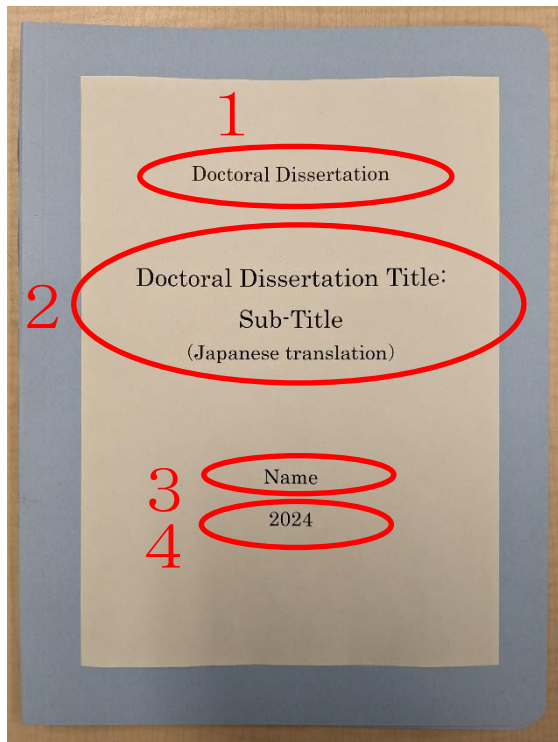 1
Doctoral Dissertation
2
Doctoral Dissertation Title:
Sub-Title
(Japanese translation)
3
Name
4
2024